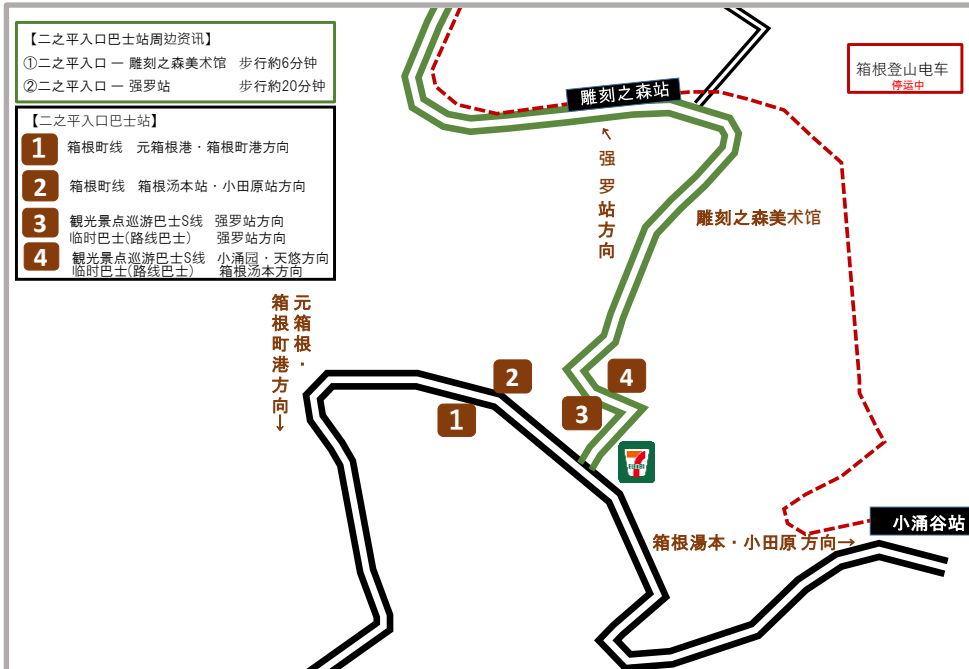 【二之平入口巴士站周边资讯】
①二之平入口 — 雕刻之森美术馆 步行約6分钟
②二之平入口 — 强罗站 步行約20分钟
【二之平入口巴士站】
1 箱根町线 元箱根港・箱根町港方向
2 箱根町线 箱根汤本站・小田原站方向
3 観光景点巡游巴士S线 强罗站方向
临时巴士(路线巴士) 强罗站方向
4 観光景点巡游巴士S线 小涌园・天悠方向
临时巴士(路线巴士) 箱根汤本方向
箱根登山电车
停运中
雕刻之森站
←强罗站方向
雕刻之森美术馆
元箱根・
箱根町港方向→
2
4
1
3
7
小涌谷站
箱根湯本・小田原 方向→